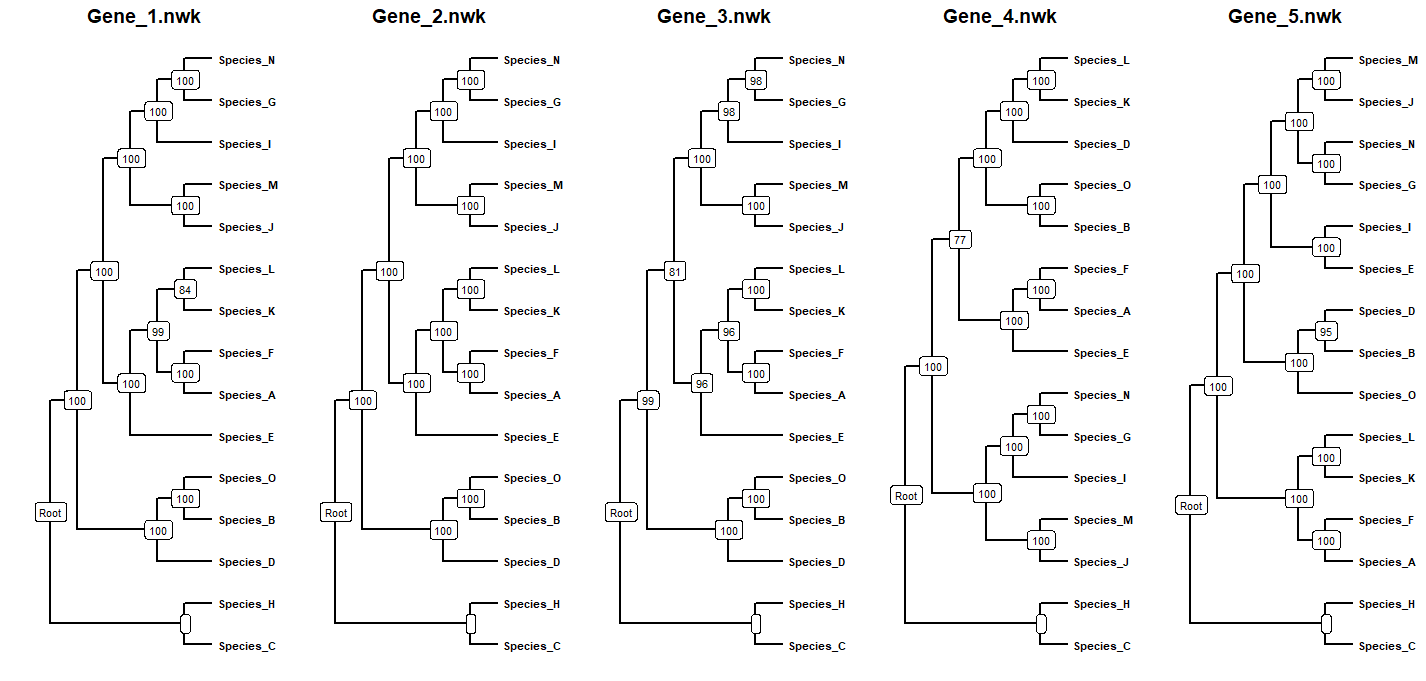 Gene_1.nwk
Species_N
100
Species_G
100
Species_I
100
Species_M
100
Species_J
100
Species_L
84
Species_K
99
Species_F
100
Species_A
100
Species_E
100
Species_O
100
Species_B
100
Species_D
Root
Species_H
Species_C
Gene_2.nwk
Species_N
100
Species_G
100
Species_I
100
Species_M
100
Species_J
100
Species_L
100
Species_K
100
Species_F
100
Species_A
100
Species_E
100
Species_O
100
Species_B
100
Species_D
Root
Species_H
Species_C
Gene_3.nwk
Species_N
98
Species_G
98
Species_I
100
Species_M
100
Species_J
81
Species_L
100
Species_K
96
Species_F
100
Species_A
96
Species_E
99
Species_O
100
Species_B
100
Species_D
Root
Species_H
Species_C
Gene_4.nwk
Species_L
100
Species_K
100
Species_D
100
Species_O
100
Species_B
77
Species_F
100
Species_A
100
Species_E
100
Species_N
100
Species_G
100
Species_I
100
Species_M
100
Species_J
Root
Species_H
Species_C
Gene_5.nwk
Species_M
100
Species_J
100
Species_N
100
Species_G
100
Species_I
100
Species_E
100
Species_D
95
Species_B
100
Species_O
100
Species_L
100
Species_K
100
Species_F
100
Species_A
Root
Species_H
Species_C